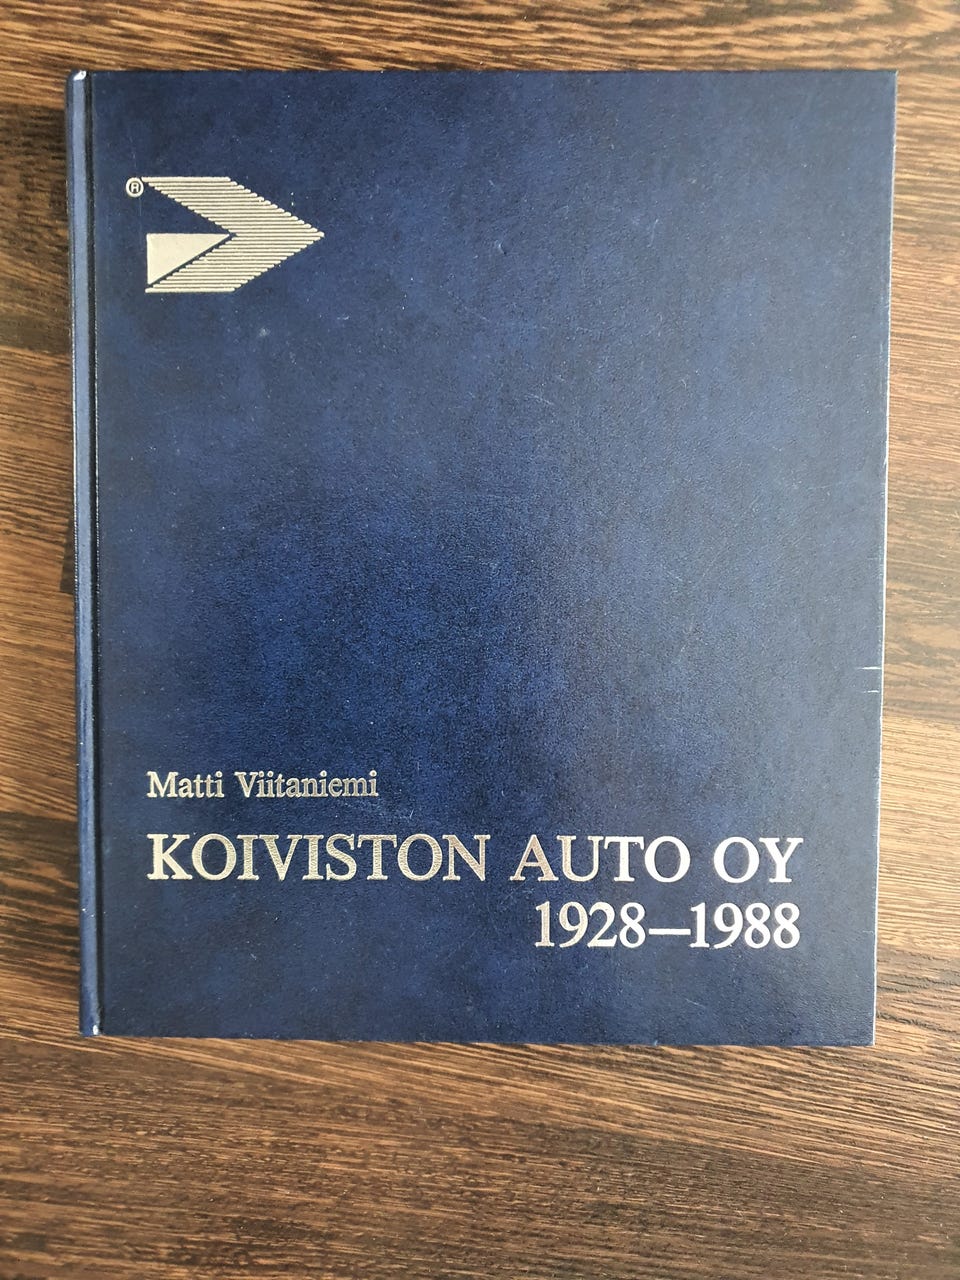 ®
Matti Viitaniemi
KOIVISTON AUTO OY
1928—1988